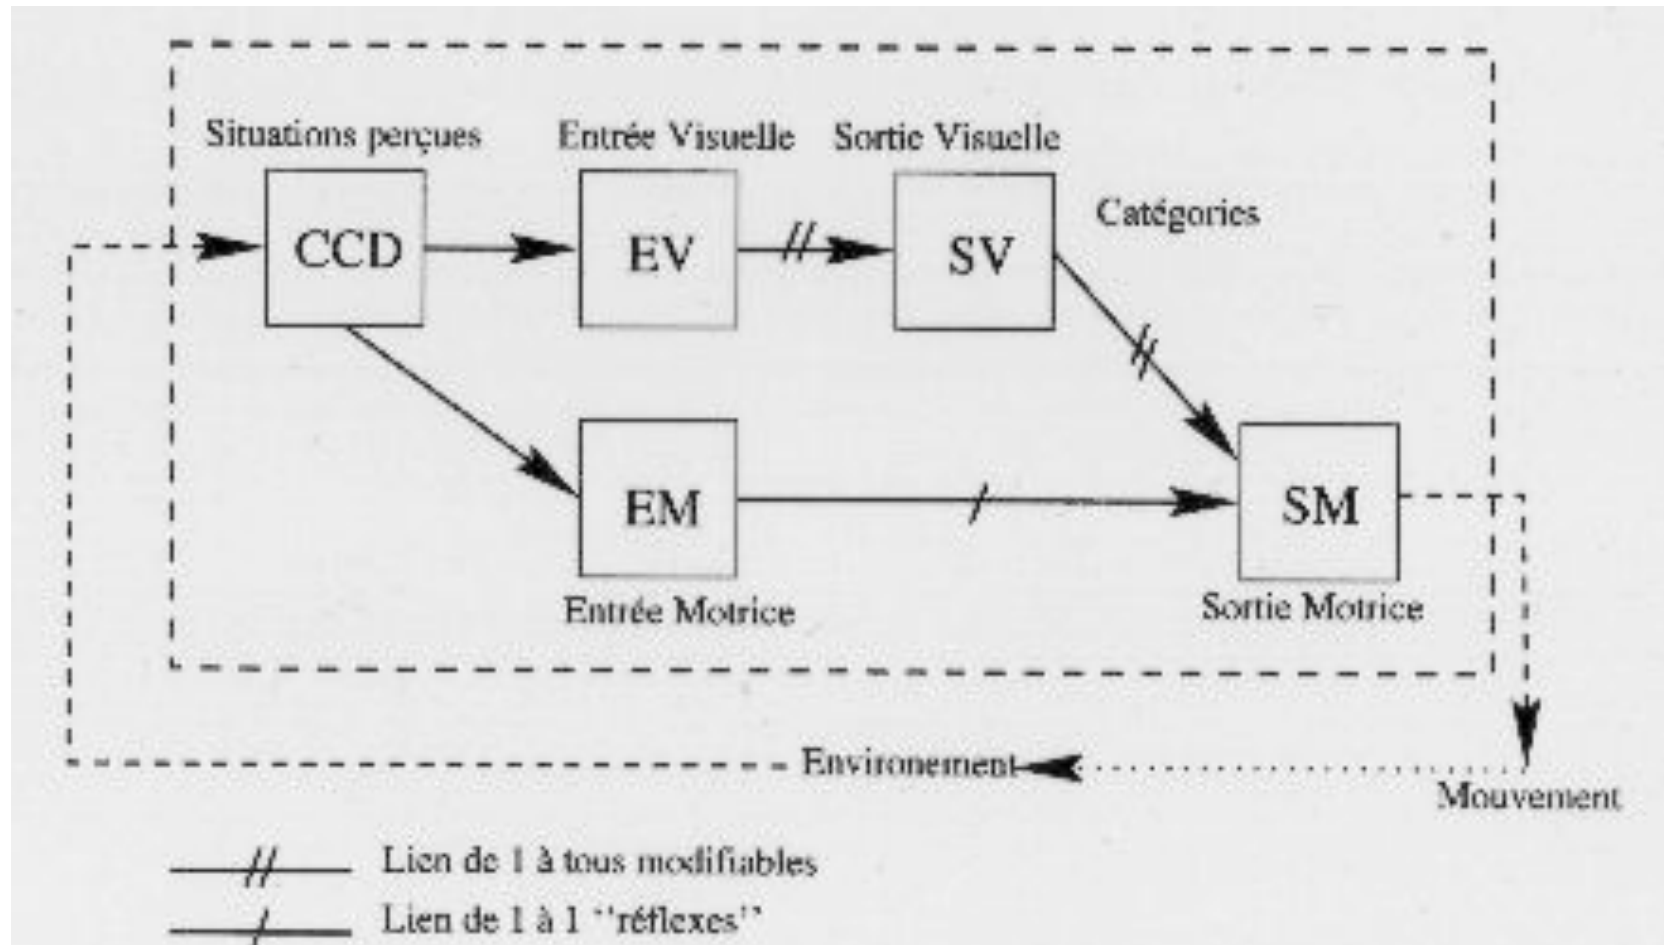 Situations perçues
Entrée Visuelle
Sortie Visuelle
CCD
EV
SV
Catégories
EM
SM
Entrée Motrice
Sortie Motrice
Environement
Mouvement
Lien de 1 à tous modifiables
Lien de 1 à 1 ''réflexes''